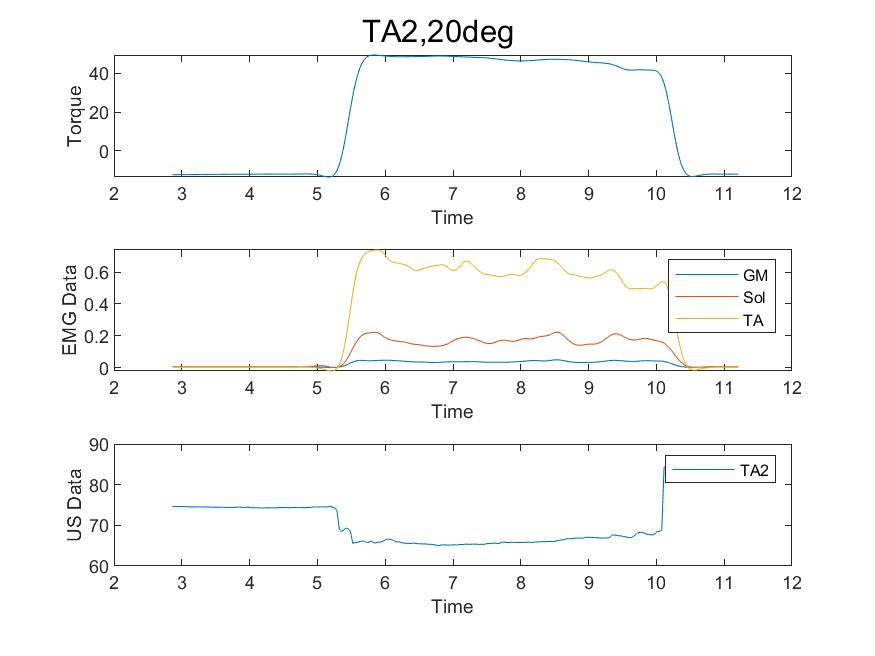 TA2,20deg
40
20
0
Torque
2 3 4 5 6 7 8 9 10 11 12
Time
0.6
0.4
0.2
0
EMG Data
GM
Sol
TA
2 3 4 5 6 7 8 9 10 11 12
Time
90
80
70
60
US Data
TA2
2 3 4 5 6 7 8 9 10 11 12
Time